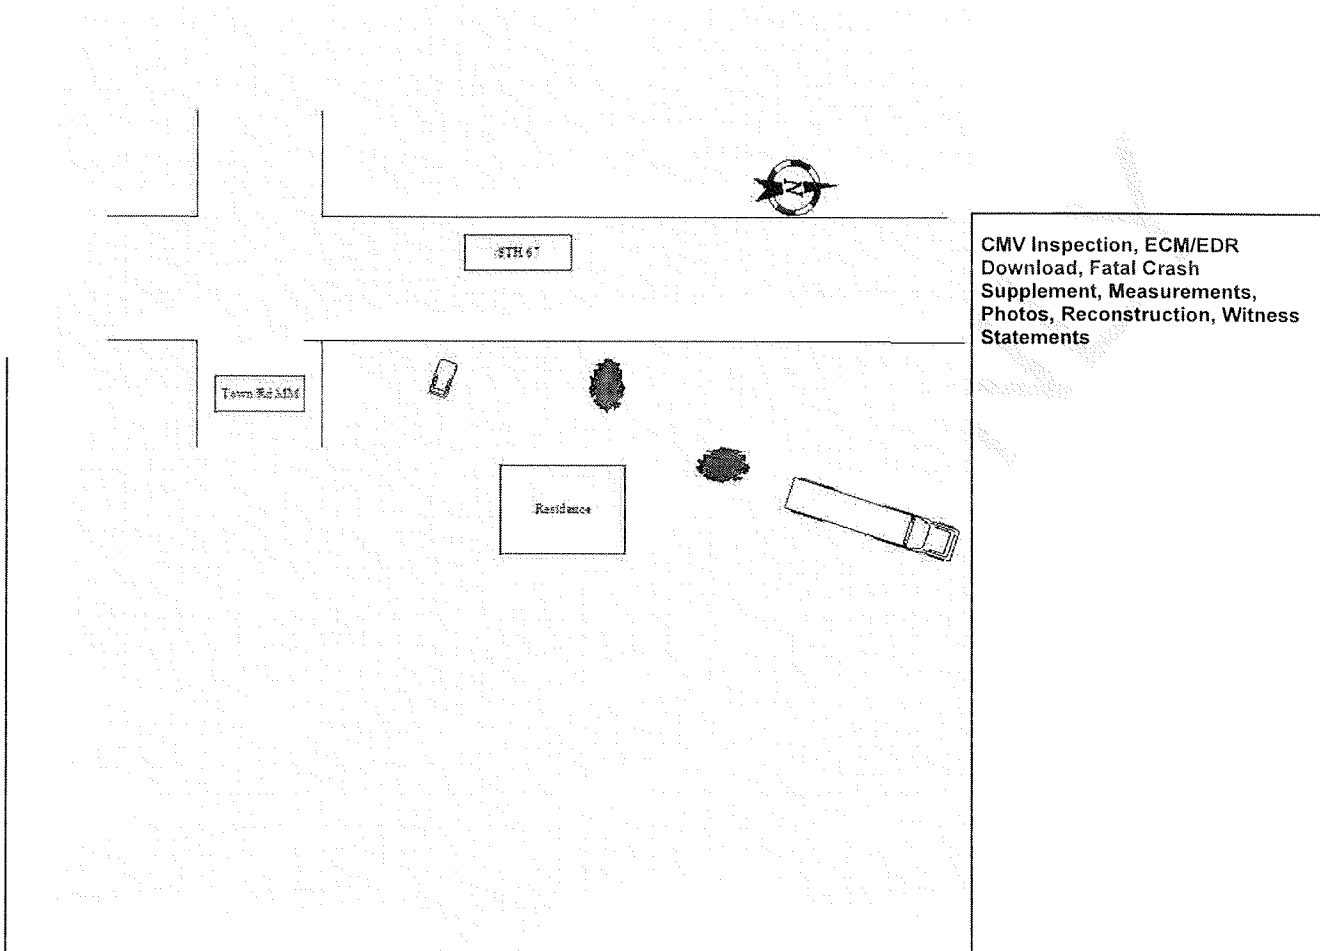 N
STH 67
CMV Inspection, ECM/EDR
Download, Fatal Crash
Supplement, Measurements,
Photos, Reconstruction, Witness
Statements
Town Rd MM
Residence